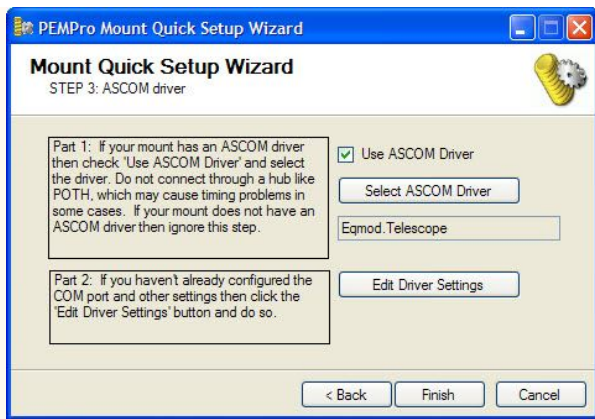 PEMPro Mount Quick Setup Wizard
Mount Quick Setup Wizard
STEP 3: ASCOM driver
Part 1: If your mount has an ASCOM driver
then check 'Use ASCOM Driver' and select
the driver. Do not connect through a hub like
POTH, which may cause timing problems in
some cases. If your mount does not have an
ASCOM driver then ignore this step.
Use ASCOM Driver
Select ASCOM Driver
Eqmod.Telescope
Part 2: If you haven't already configured the
COM port and other settings then click the
'Edit Driver Settings' button and do so.
Edit Driver Settings
< Back
Finish
Cancel